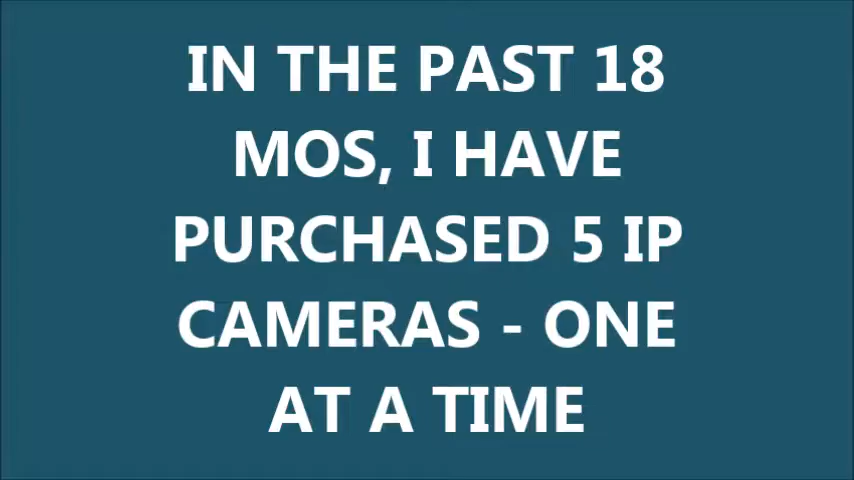 IN THE PAST 18
MOS, I HAVE
PURCHASED 5 IP
CAMERAS - ONE
AT A TIME